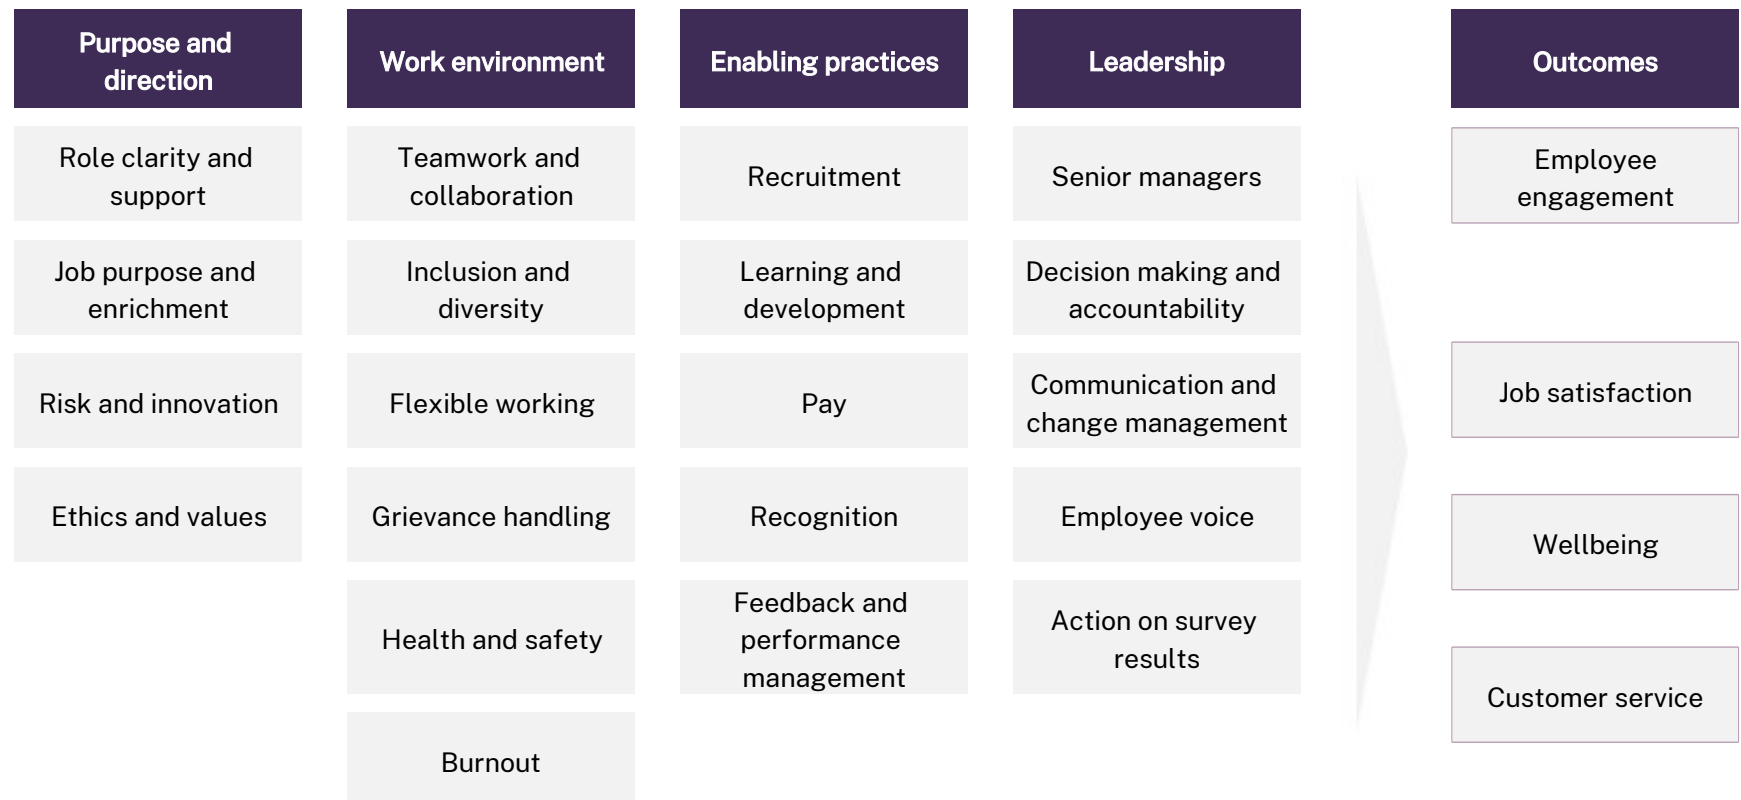 Purpose and
direction
Role clarity and
support
Job purpose and
enrichment
Risk and innovation
Ethics and values
Work environment
Teamwork and
collaboration
Inclusion and
diversity
Flexible working
Grievance handling
Health and safety
Burnout
Enabling practices
Recruitment
Learning and
development
Pay
Recognition
Feedback and
performance
management
Leadership
Senior managers
Decision making and
accountability
Communication and
change management
Employee voice
Action on survey
results
Outcomes
Employee
engagement
Job satisfaction
Wellbeing
Customer service